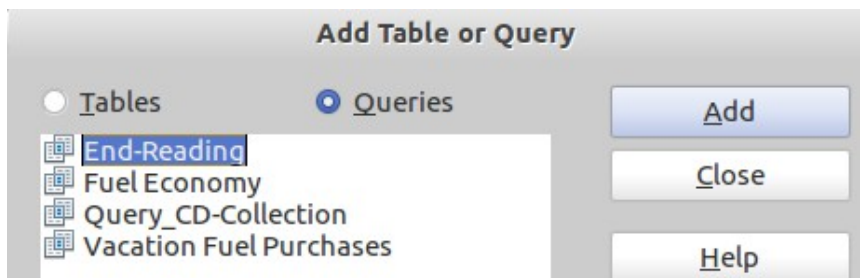 Add Table or Query
Tables Queries
Add
End-Reading
Fuel Economy
Close
Query_CD-Collection
Vacation Fuel Purchases
Help